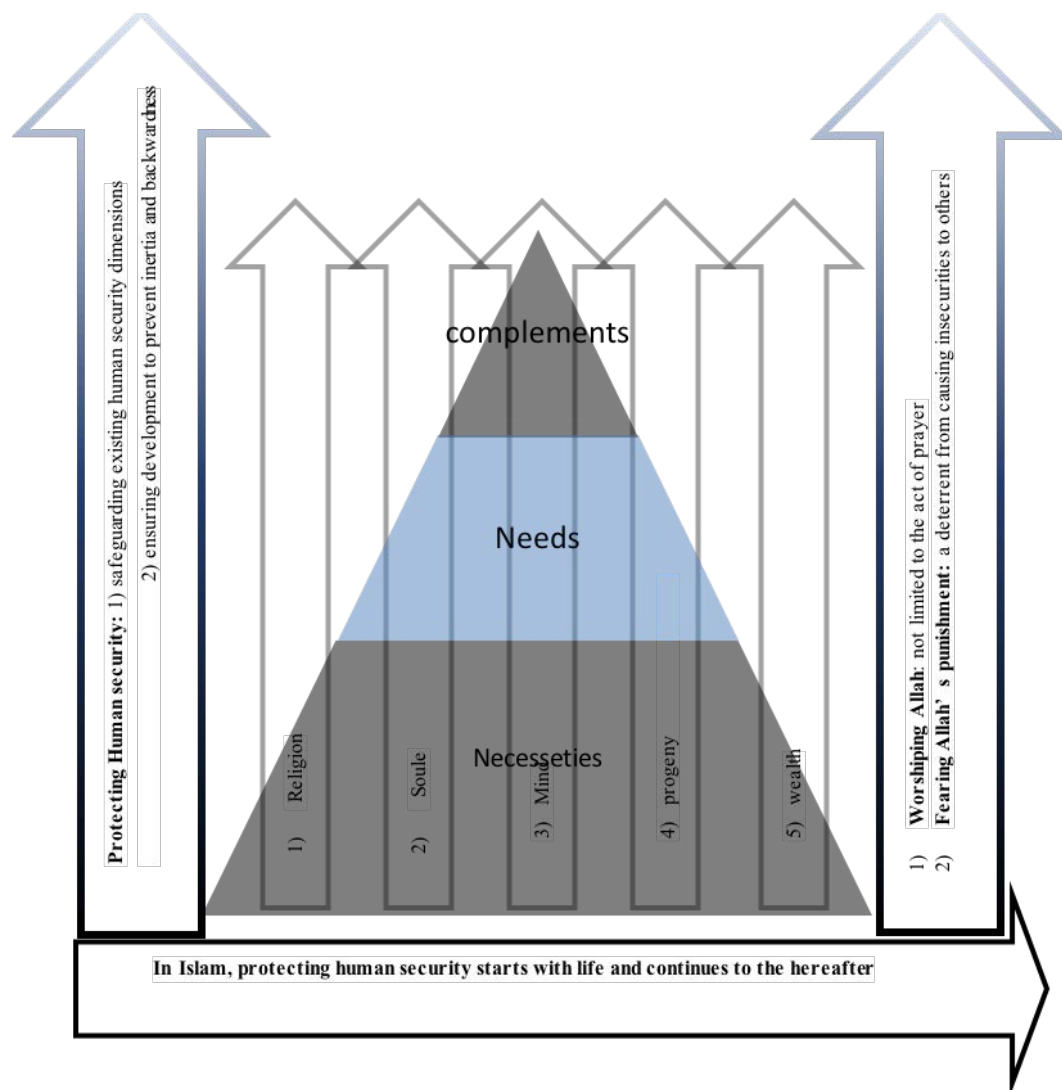 Protecting Human security: 1) safeguarding existing human security dimensions
2) ensuring development to prevent inertia and backwardness
complements
Needs
Necesseties
1) Religion
2) Soule
3) Mind
4) progeny
5) wealth
1) Worshiping Allah: not limited to the act of prayer
2) Fearing Allah’ s punishment: a deterrent from causing insecurities to others
In Islam, protecting human security starts with life and continues to the hereafter